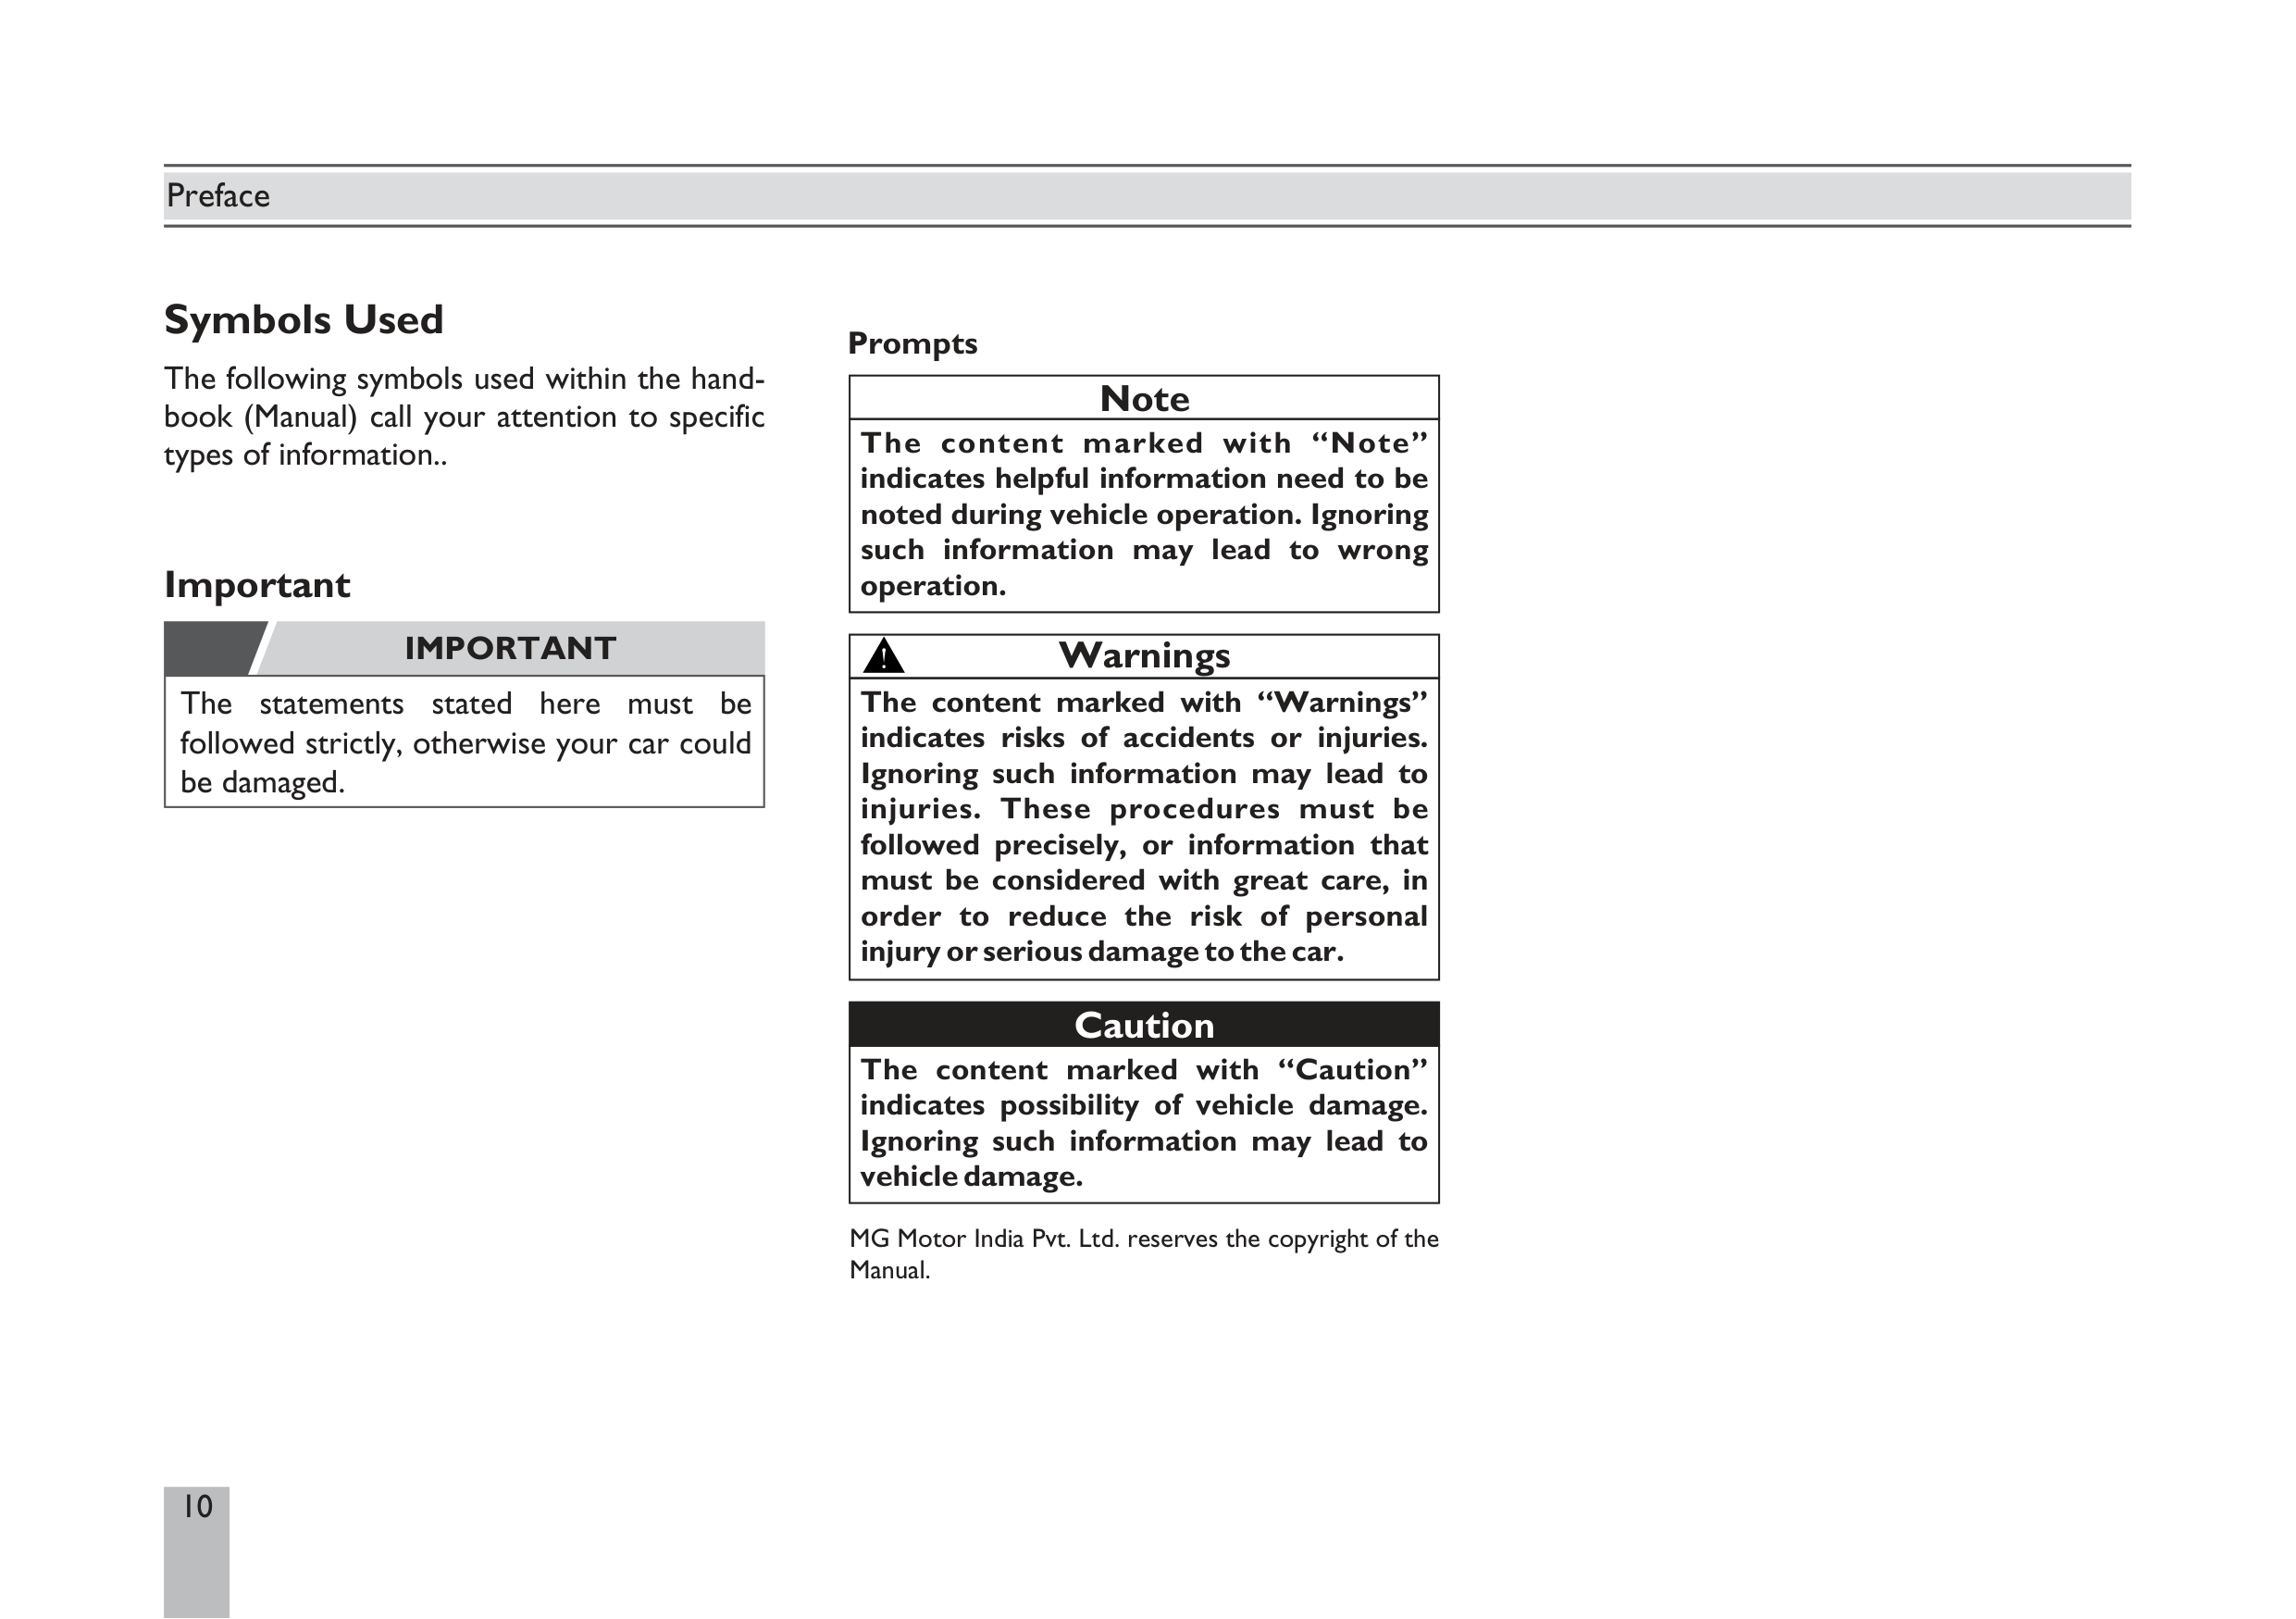 Preface
Symbols Used
The following symbols used within the hand-
book (Manual) call your attention to specific
types of information..
Important
IMPORTANT
The statements stated here must be
followed strictly, otherwise your car could
be damaged.
Prompts
Note
The content marked with “Note”
indicates helpful information need to be
noted during vehicle operation. Ignoring
such information may lead to wrong
operation.
!
Warnings
The content marked with “Warnings”
indicates risks of accidents or injuries.
Ignoring such information may lead to
injuries. These procedures must be
followed precisely, or information that
must be considered with great care, in
order to reduce the risk of personal
injury or serious damage to the car.
Caution
The content marked with “Caution”
indicates possibility of vehicle damage.
Ignoring such information may lead to
vehicle damage.
MG Motor India Pvt. Ltd. reserves the copyright of the
Manual.
10